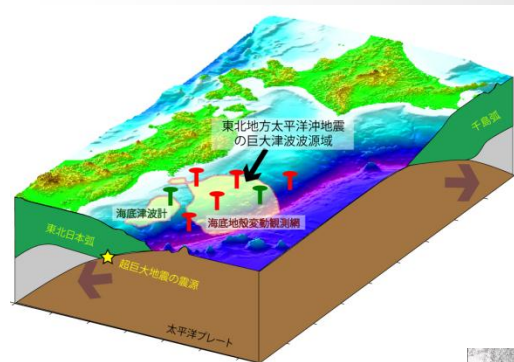 東北地方太平洋沖地震
の巨大津波波源域
千島弧
海底津波計
海底地殻変動観測網
東北日本弧
超巨大地震の震源
太平洋プレート